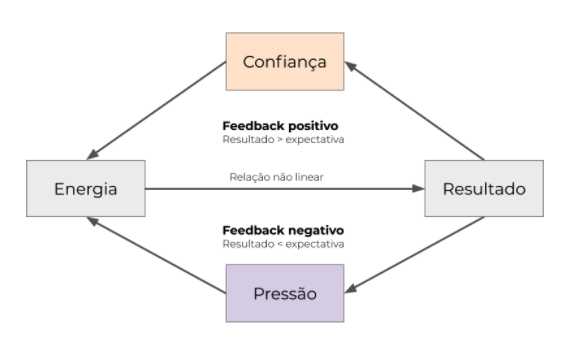 Confiança
Feedback positivo
Resultado > expectativa
Energia
Relação não linear
Resultado
Feedback negativo
Resultado < expectativa
Pressão